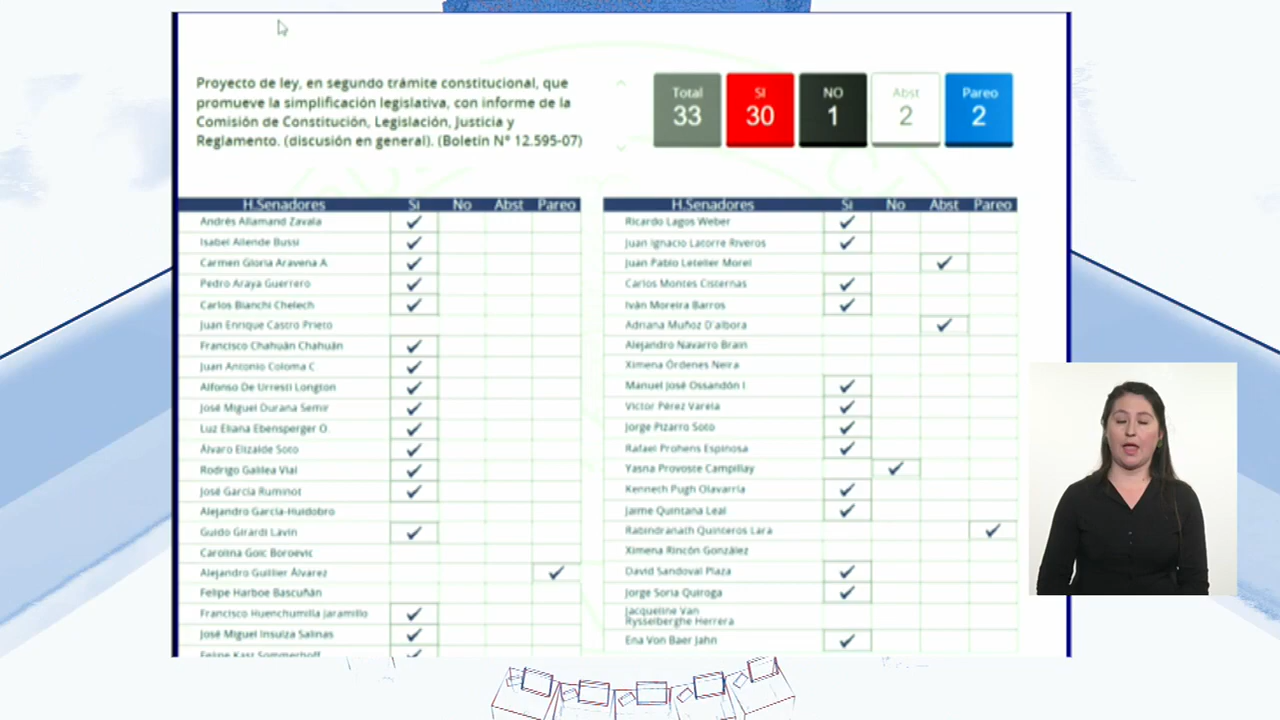 Proyecto de ley, en segundo trámite constitucional, que
promueve la simplificación legislativa, con informe de la
Comisión de Constitución, Legislación, Justicia y
Reglamento. (discusión en general). (Boletín N° 12.595-07)
Total
33
SI
30
NO
1
Abst
2
Pareo
2
H.Senadores Si No Abst Pareo
Andrés Allamand Zavala
Isabel Allende Bussi
Carmen Gloria Aravena A
Pedro Araya Guerrero
Carlos Bianchi Chelech
Juan Enrique Castro Prieto
Francisco Chahuán Chahuán
Juan Antonio Coloma C
Alfonso De Urresti Longton
José Miguel Durana Semir
Luz Eliana Ebensperger O
Álvaro Elizalde Soto
Rodrigo Galilea Vial
José García Ruminot
Alejandro García-Huidobro
Guido Girardi Lavín
Carolina Goic Boroevic
Alejandro Guillier Álvarez
Felipe Harboe Bascuñán
Francisco Huenchumilla Jaramillo
José Miguel Insulza Salinas
Felipe Kast Sommerhoff
H.Senadores Si No Abst Pareo
Ricardo Lagos Weber
Juan Ignacio Latorre Riveros
Juan Pablo Letelier Morel
Carlos Montes Cisternas
Iván Moreira Barros
Adriana Muñoz D'albora
Alejandro Navarro Brain
Ximena Órdenes Neira
Manuel José Ossandón I
Víctor Pérez Varela
Jorge Pizarro Soto
Rafael Prohens Espinosa
Yasna Provoste Campillay
Kenneth Pugh Olavarría
Jaime Quintana Leal
Rabindranath Quinteros Lara
Ximena Rincón González
David Sandoval Plaza
Jorge Soria Quiroga
Jacqueline Van
Rysselberghe Herrera
Ena Von Baer Jahn